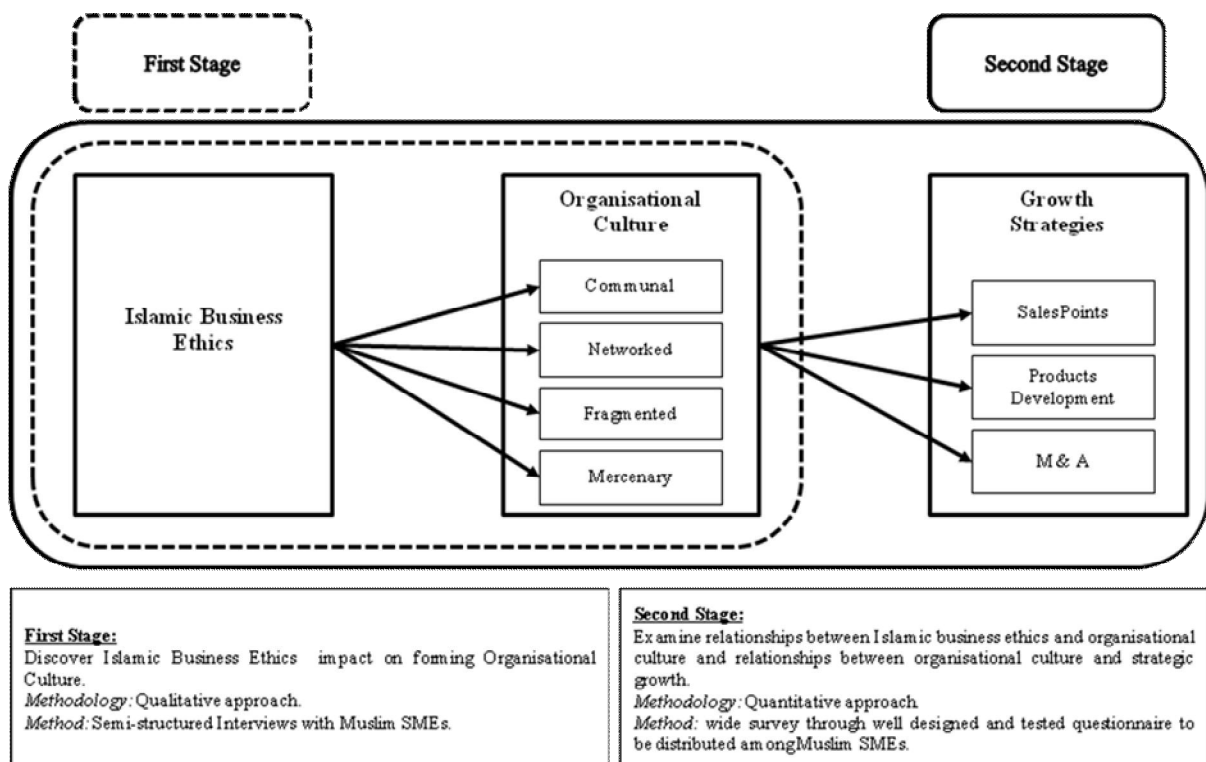 First Stage
Second Stage
Islamic Business
Ethics
Organisational
Culture
Communal
Networked
Fragmented
Mercenary
Growth
Strategies
SalesPoints
Products
Development
M & A
First Stage:
Discover Islamic Business Ethics impact on forming Organisational
Culture.
Methodology: Qualitative approach.
Method: Semi-structured Interviews with Muslim SMEs.
Second Stage:
Examine relationships between Islamic business ethics and organisational
culture and relationships between organisational culture and strategic
growth.
Methodology: Quantitative approach.
Method: wide survey through well designed and tested questionnaire to
be distributed amongMuslim SMEs.